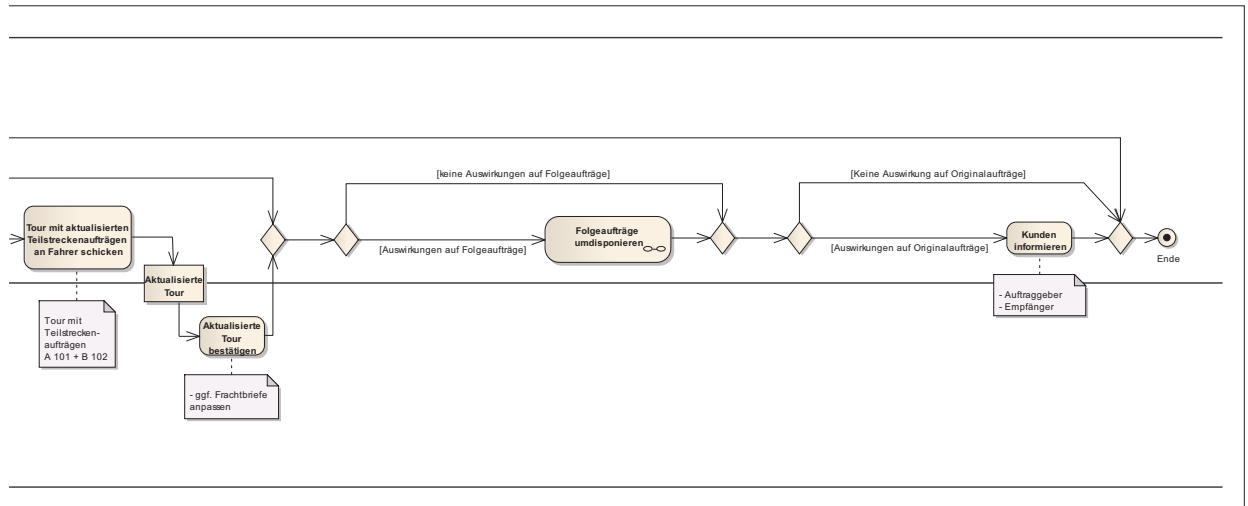 [keine Auswirkungen auf Folgeaufträge]
[Keine Auswirkung auf Originalaufträge]
Tour mit aktualisierten
Teilstreckenaufträgen
an Fahrer schicken
Folgeaufträge
umdisponieren
Kunden
informieren
[Auswirkungen auf Folgeaufträge]
[Auswirkungen auf Originalaufträge]
Ende
Aktualisierte
Tour
- Auftraggeber
- Empfänger
Tour mit
Teilstrecken-
aufträgen
A 101 + B 102
Aktualisierte
Tour
bestätigen
- ggf. Frachtbriefe
anpassen